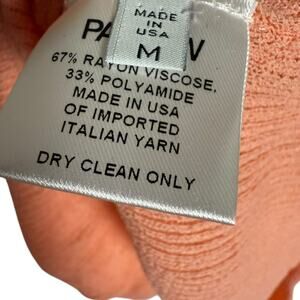 MADE
IN
USA
M
67% RAYON VISCOSE,
33% POLYAMIDE
MADE IN USA
OF IMPORTED
ITALIAN YARN
DRY CLEAN ONLY